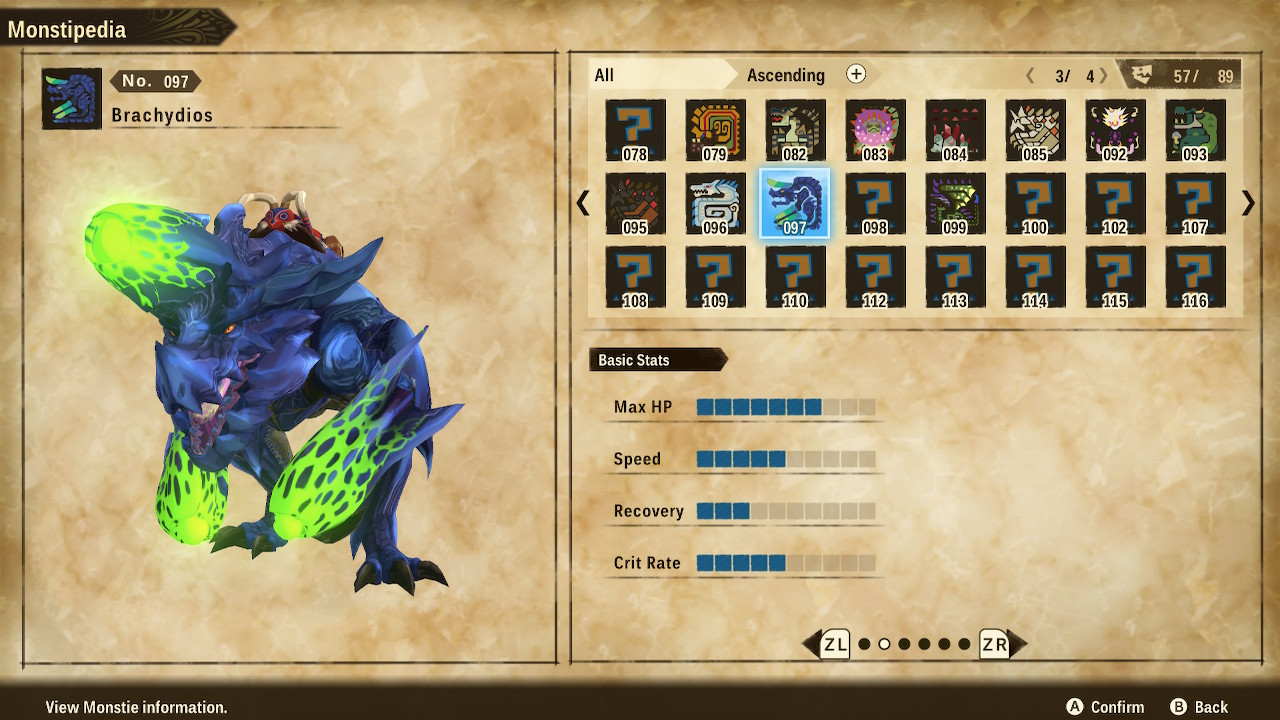 Monstipedia
No. 097
Brachydios
All
Ascending
3/ 4
57/ 89
078 079 082 083 084 085 092 093
095 096 097 098 099 100 102 107
108 109 110 112 113 114 115 116
Basic Stats
Max HP
Speed
Recovery
Crit Rate
ZL ZR
View Monstie information.
A Confirm B Back